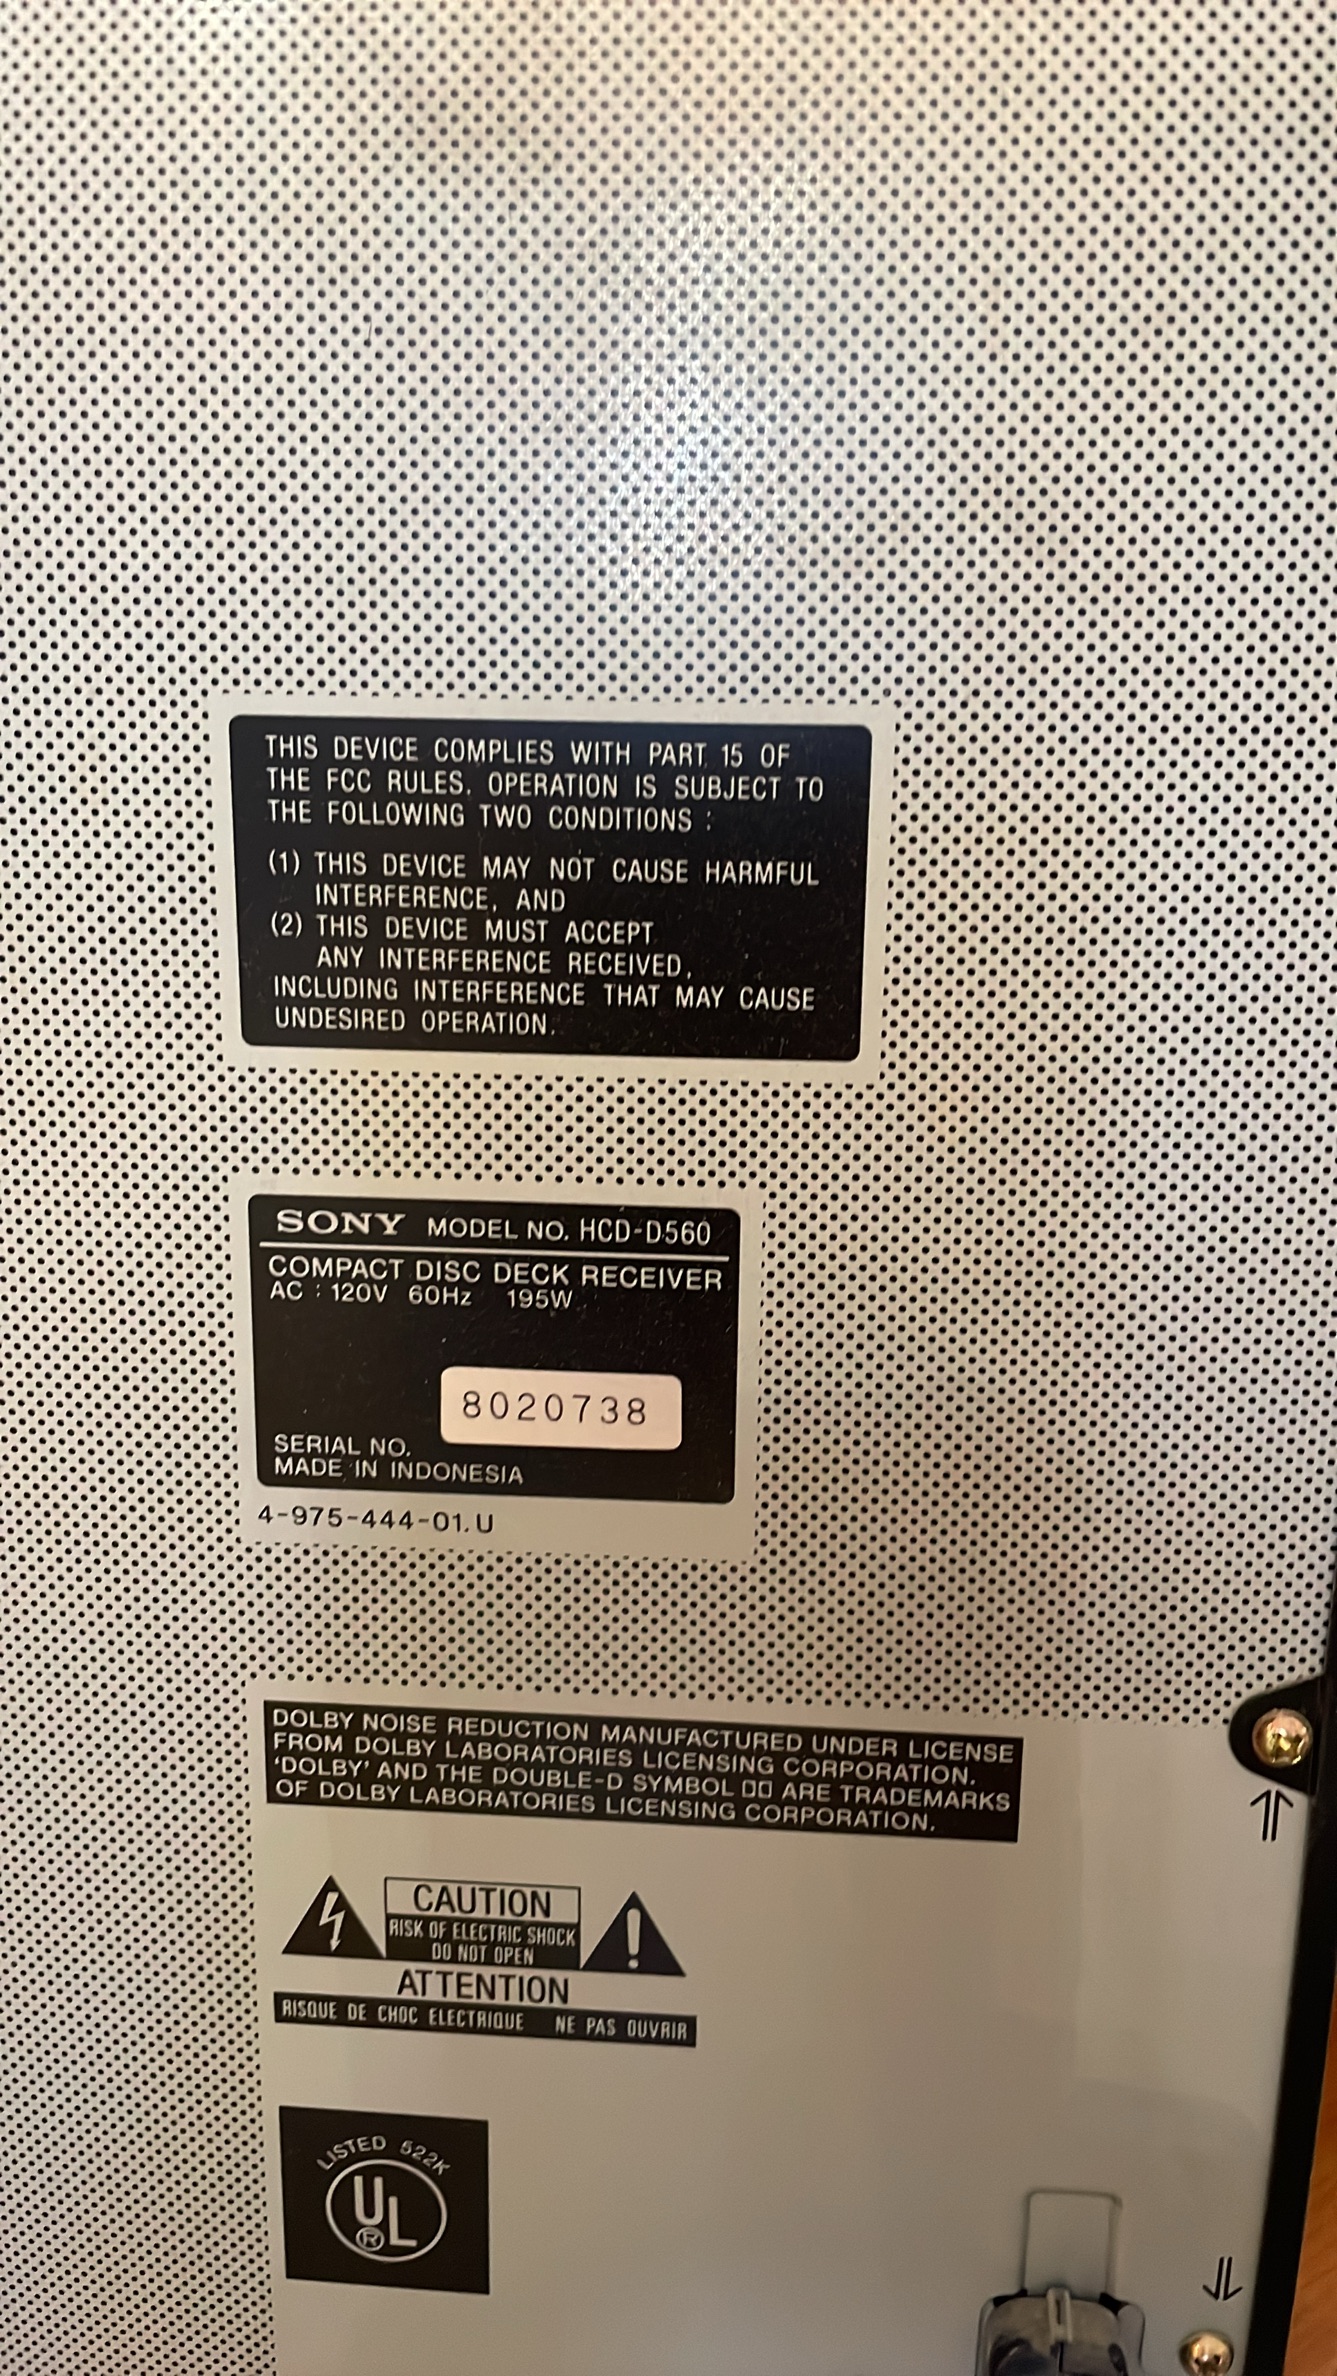 THIS DEVICE COMPLIES WITH PART 15 OF
THE FCC RULES. OPERATION IS SUBJECT TO
THE FOLLOWING TWO CONDITIONS :
(1) THIS DEVICE MAY NOT CAUSE HARMFUL
INTERFERENCE, AND
(2) THIS DEVICE MUST ACCEPT
ANY INTERFERENCE RECEIVED,
INCLUDING INTERFERENCE THAT MAY CAUSE
UNDESIRED OPERATION.
SONY MODEL NO. HCD-D560
COMPACT DISC DECK RECEIVER
AC : 120V 60Hz 195W
8020738
SERIAL NO.
MADE IN INDONESIA
4-975-444-01. U
DOLBY NOISE REDUCTION MANUFACTURED UNDER LICENSE
FROM DOLBY LABORATORIES LICENSING CORPORATION.
'DOLBY' AND THE DOUBLE-D SYMBOL DD ARE TRADEMARKS
OF DOLBY LABORATORIES LICENSING CORPORATION.
CAUTION
RISK OF ELECTRIC SHOCK
DO NOT OPEN
ATTENTION
RISQUE DE CHOC ELECTRIQUE NE PAS OUVRIR
LISTED 522K
UL
®